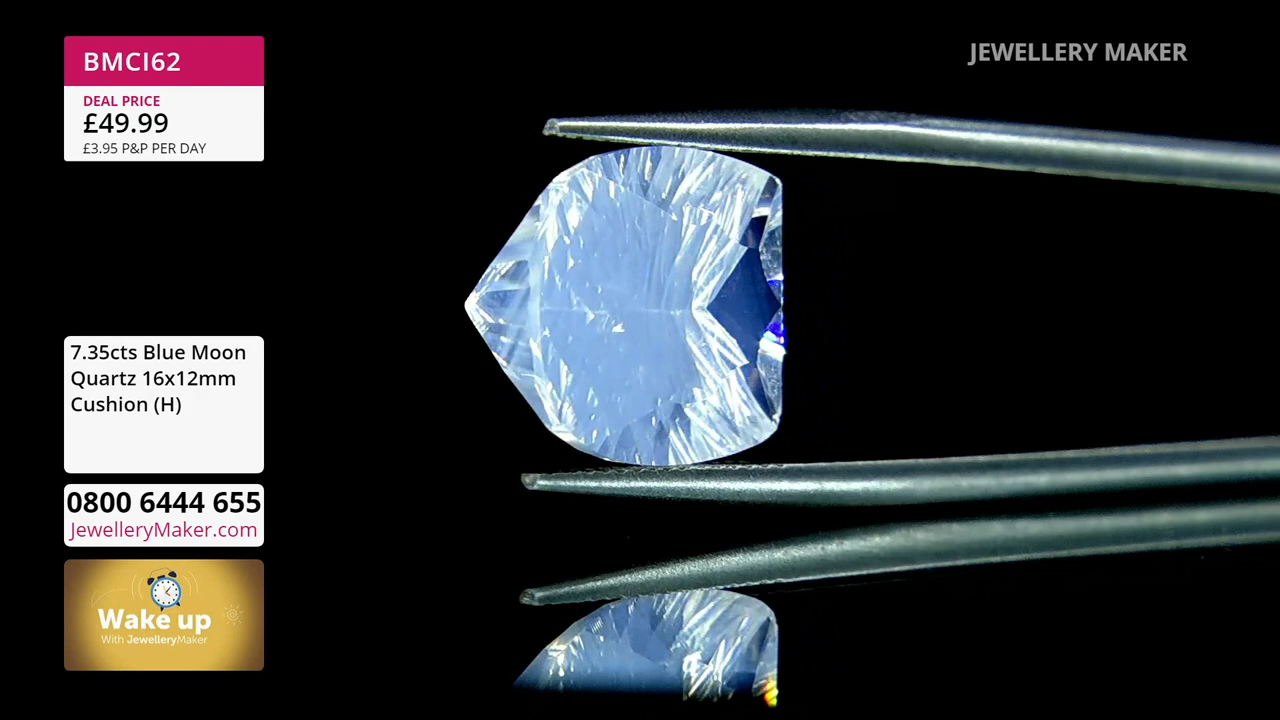 BMCI62
DEAL PRICE
£49.99
£3.95 P&P PER DAY
JEWELLERY MAKER
7.35cts Blue Moon
Quartz 16x12mm
Cushion (H)
0800 6444 655
JewelleryMaker.com
Wake up
With JewelleryMaker